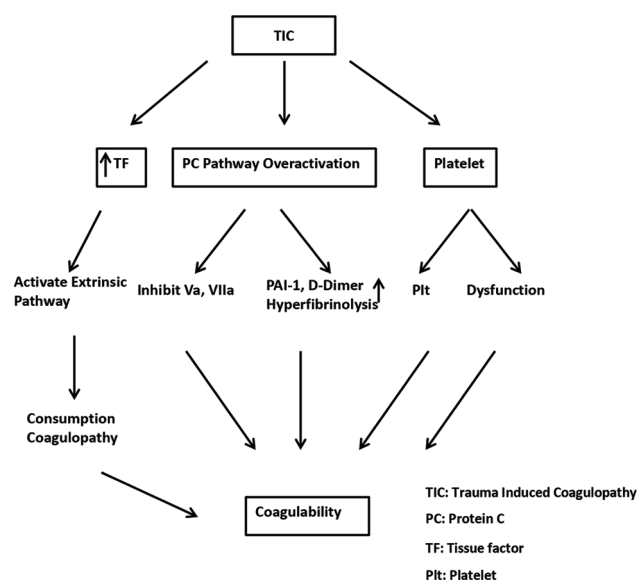 TIC
TF
PC Pathway Overactivation
Platelet
Activate Extrinsic
Pathway
Inhibit Va, VIIa
PAI-1, D-Dimer
Hyperfibrinolysis
Plt
Dysfunction
Consumption
Coagulopathy
Coagulability
TIC: Trauma Induced Coagulopathy
PC: Protein C
TF: Tissue factor
Plt: Platelet